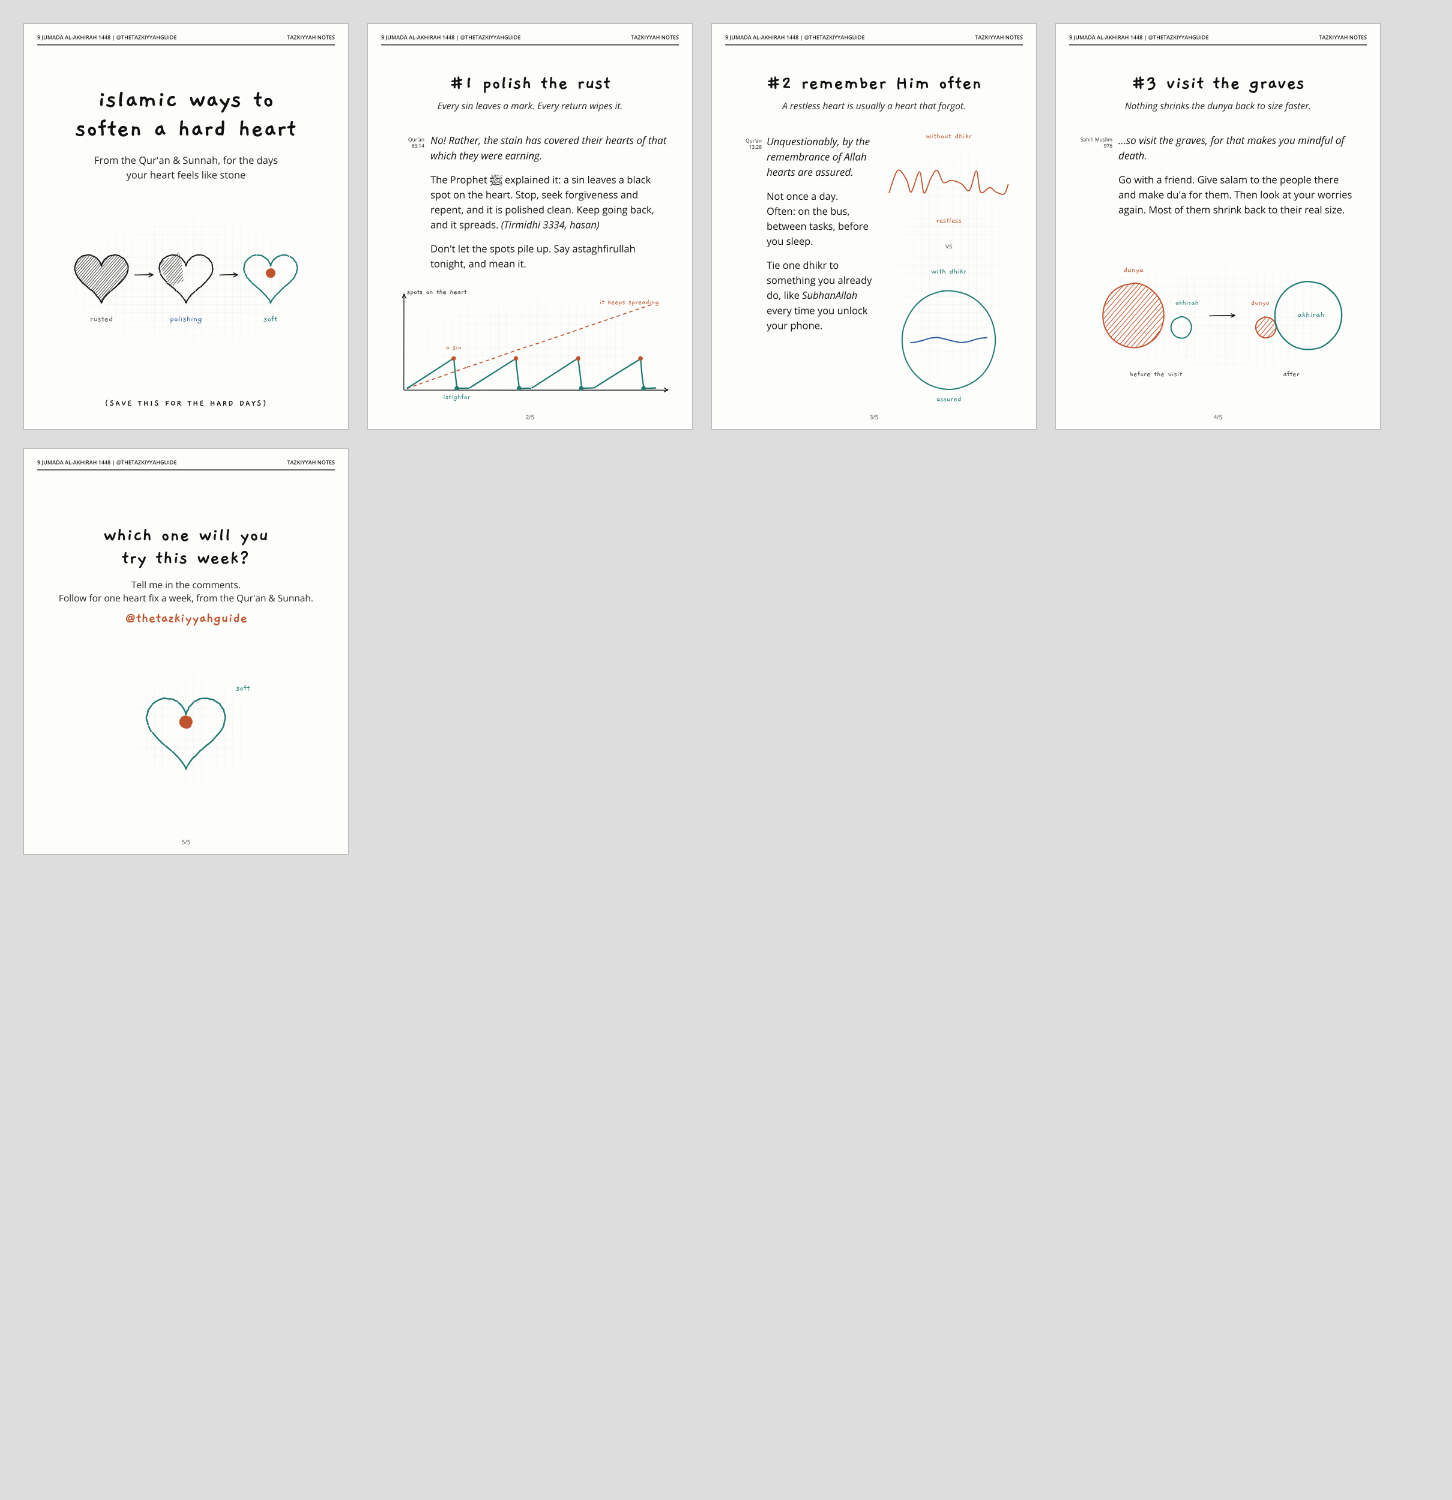 9 JUMADA AL-AKHIRAH 1448 | @THETAZKIYYAHGUIDE
TAZKIYYAH NOTES
islamic ways to
soften a hard heart
From the Qur'an & Sunnah, for the days
your heart feels like stone
rusted
polishing
soft
(SAVE THIS FOR THE HARD DAYS)
9 JUMADA AL-AKHIRAH 1448 | @THETAZKIYYAHGUIDE
TAZKIYYAH NOTES
#1 polish the rust
Every sin leaves a mark. Every return wipes it.
Qur'an
83:14
No! Rather, the stain has covered their hearts of that
which they were earning.
The Prophet ﷺ explained it: a sin leaves a black
spot on the heart. Stop, seek forgiveness and
repent, and it is polished clean. Keep going back,
and it spreads. (Tirmidhi 3334, hasan)
Don't let the spots pile up. Say astaghfirullah
tonight, and mean it.
spots on the heart
it keeps spreading
a sin
istighfar
2/5
9 JUMADA AL-AKHIRAH 1448 | @THETAZKIYYAHGUIDE
TAZKIYYAH NOTES
#2 remember Him often
A restless heart is usually a heart that forgot.
Qur'an
13:28
Unquestionably, by the
remembrance of Allah
hearts are assured.
Not once a day.
Often: on the bus,
between tasks, before
you sleep.
Tie one dhikr to
something you already
do, like SubhanAllah
every time you unlock
your phone.
without dhikr
restless
vs
with dhikr
assured
3/5
9 JUMADA AL-AKHIRAH 1448 | @THETAZKIYYAHGUIDE
TAZKIYYAH NOTES
#3 visit the graves
Nothing shrinks the dunya back to size faster.
Sahih Muslim
976
...so visit the graves, for that makes you mindful of
death.
Go with a friend. Give salam to the people there
and make du'a for them. Then look at your worries
again. Most of them shrink back to their real size.
dunya
akhirah
dunya
akhirah
before the visit
after
4/5
9 JUMADA AL-AKHIRAH 1448 | @THETAZKIYYAHGUIDE
TAZKIYYAH NOTES
which one will you
try this week?
Tell me in the comments.
Follow for one heart fix a week, from the Qur'an & Sunnah.
@thetazkiyyahguide
soft
5/5